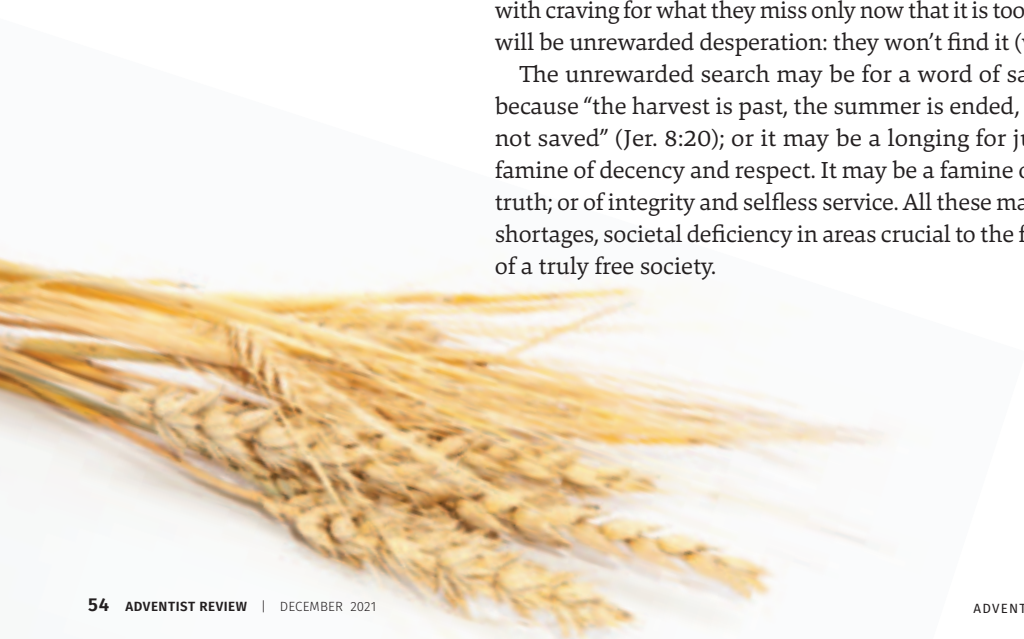 with craving for what they miss only now that it is too
will be unrewarded desperation: they won’t find it (
The unrewarded search may be for a word of sa
because “the harvest is past, the summer is ended,
not saved” (Jer. 8:20); or it may be a longing for ju
famine of decency and respect. It may be a famine o
truth; or of integrity and selfless service. All these ma
shortages, societal deficiency in areas crucial to the f
of a truly free society.
54 ADVENTIST REVIEW | DECEMBER 2021
ADVENT